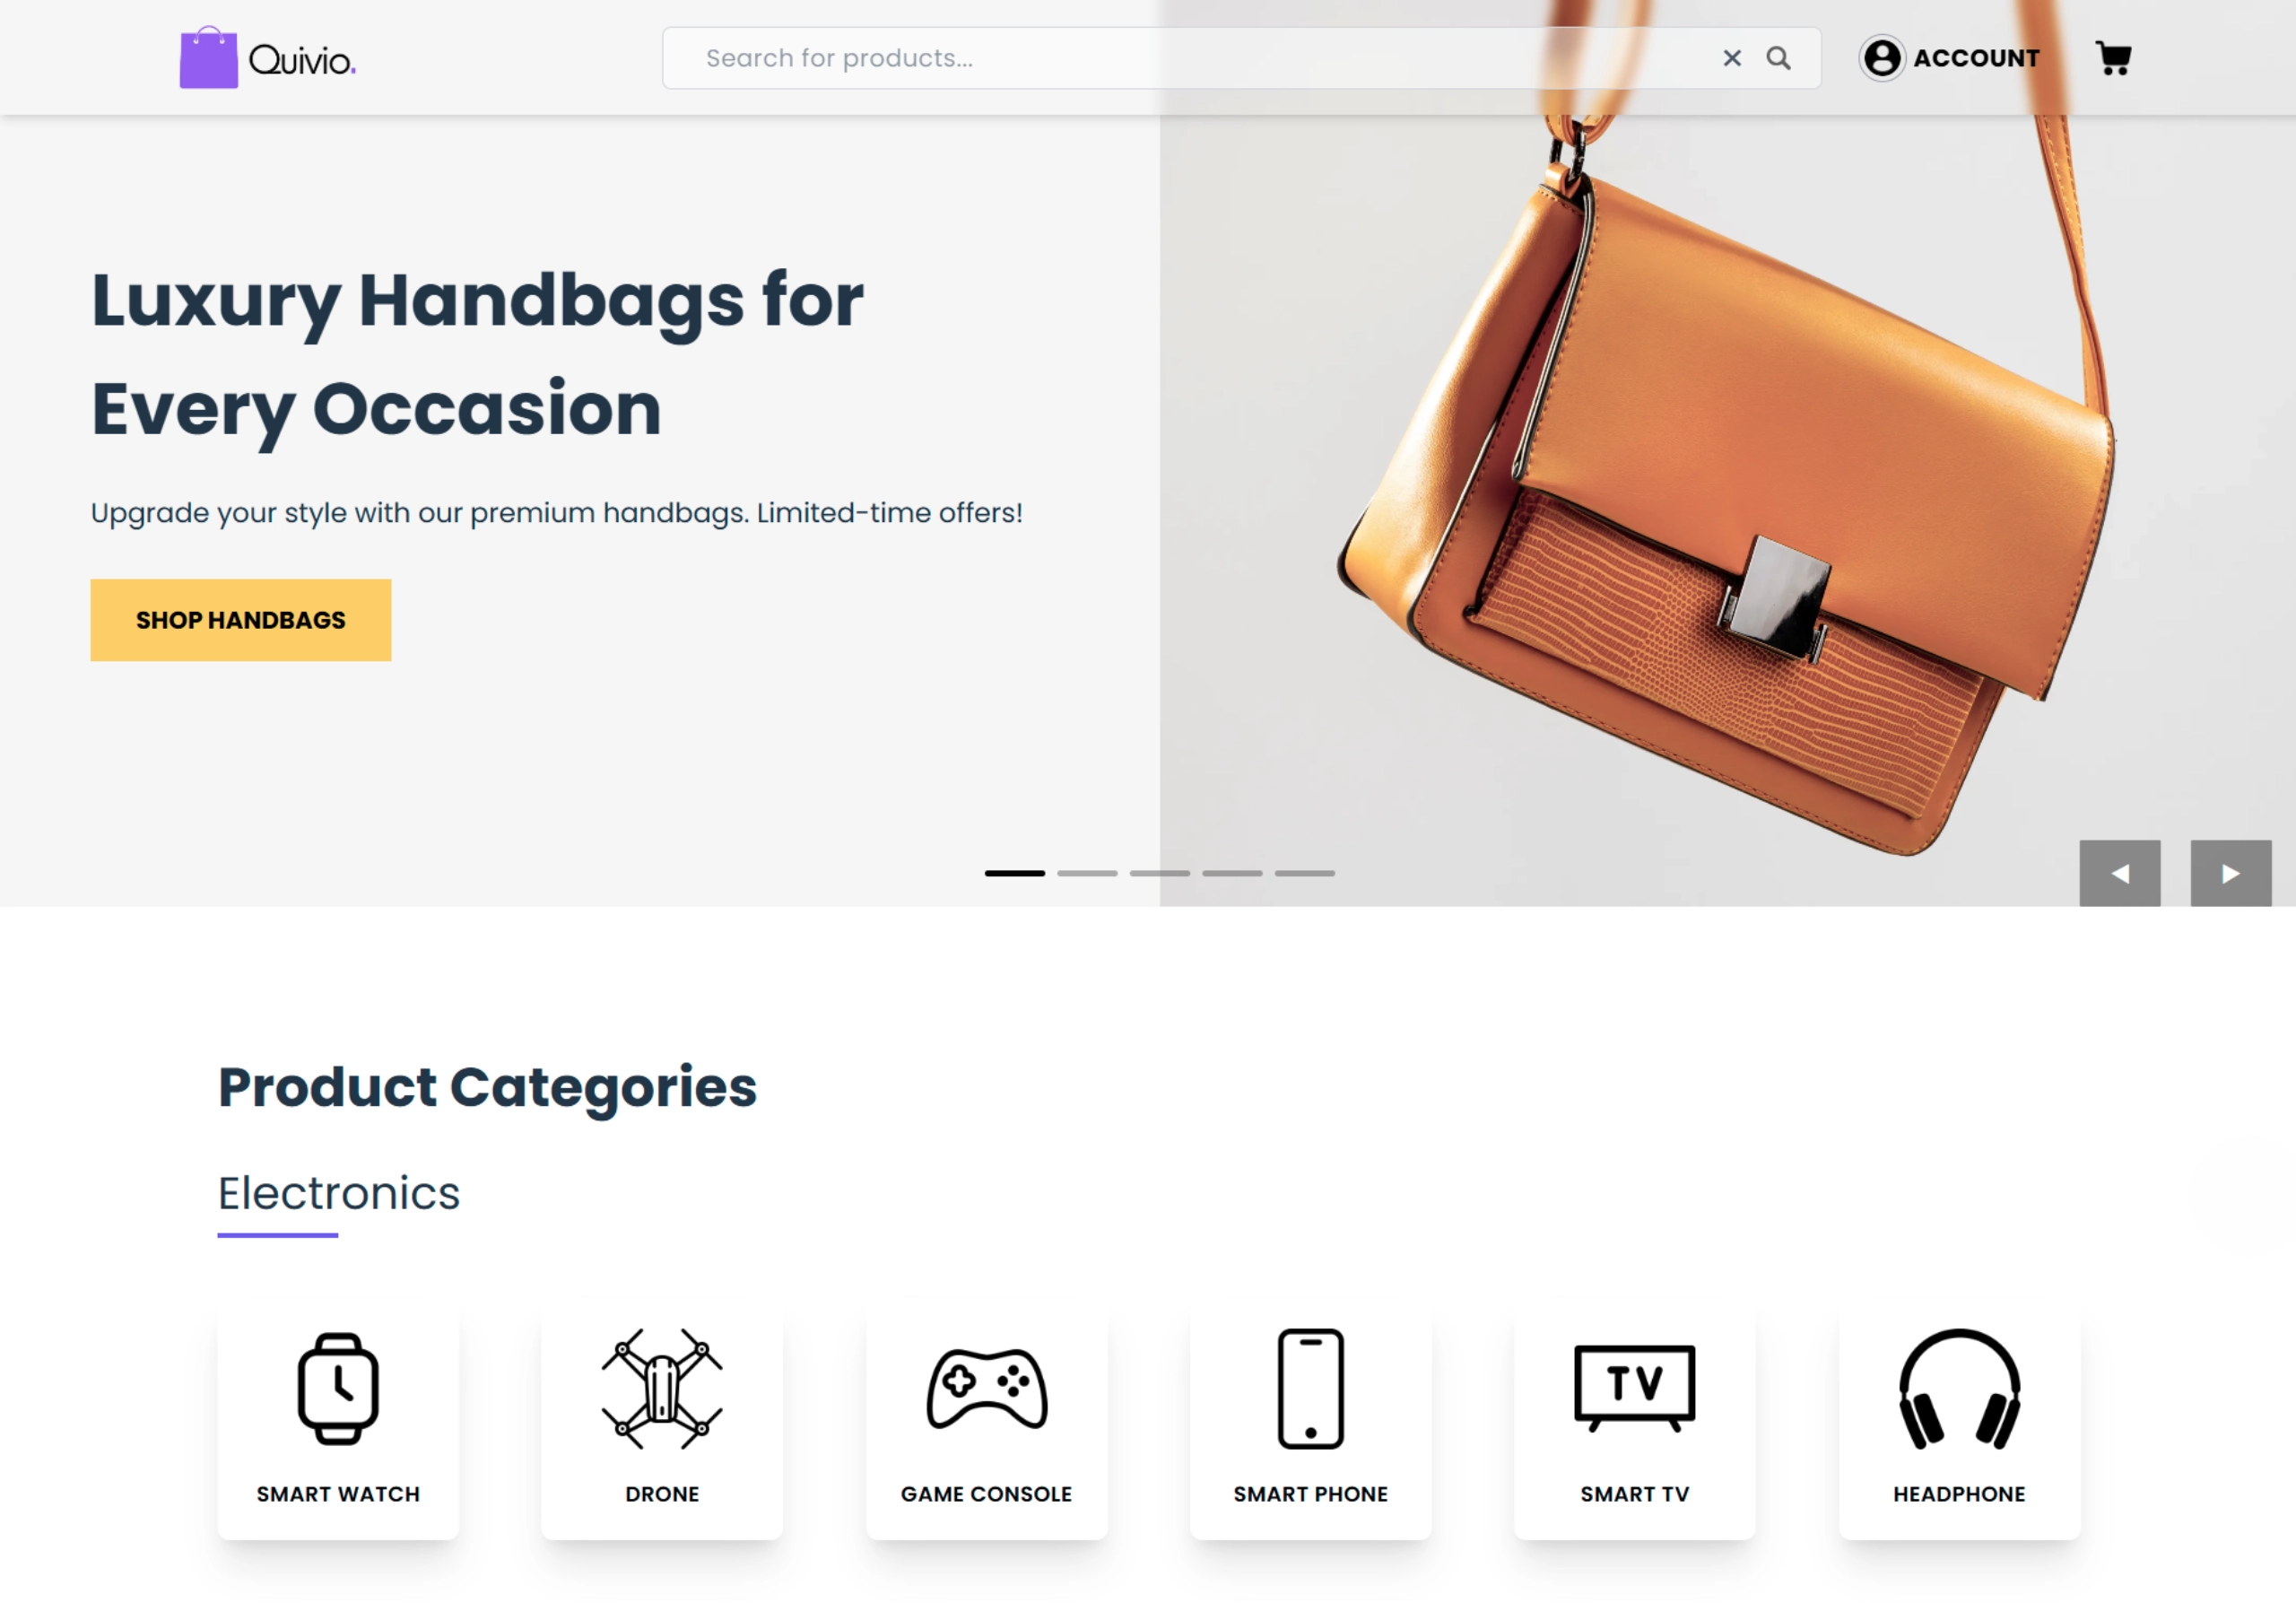 Quivio.
Search for products...
ACCOUNT
Luxury Handbags for
Every Occasion
Upgrade your style with our premium handbags. Limited-time offers!
SHOP HANDBAGS
Product Categories
Electronics
TV
SMART WATCH
DRONE
GAME CONSOLE
SMART PHONE
SMART TV
HEADPHONE